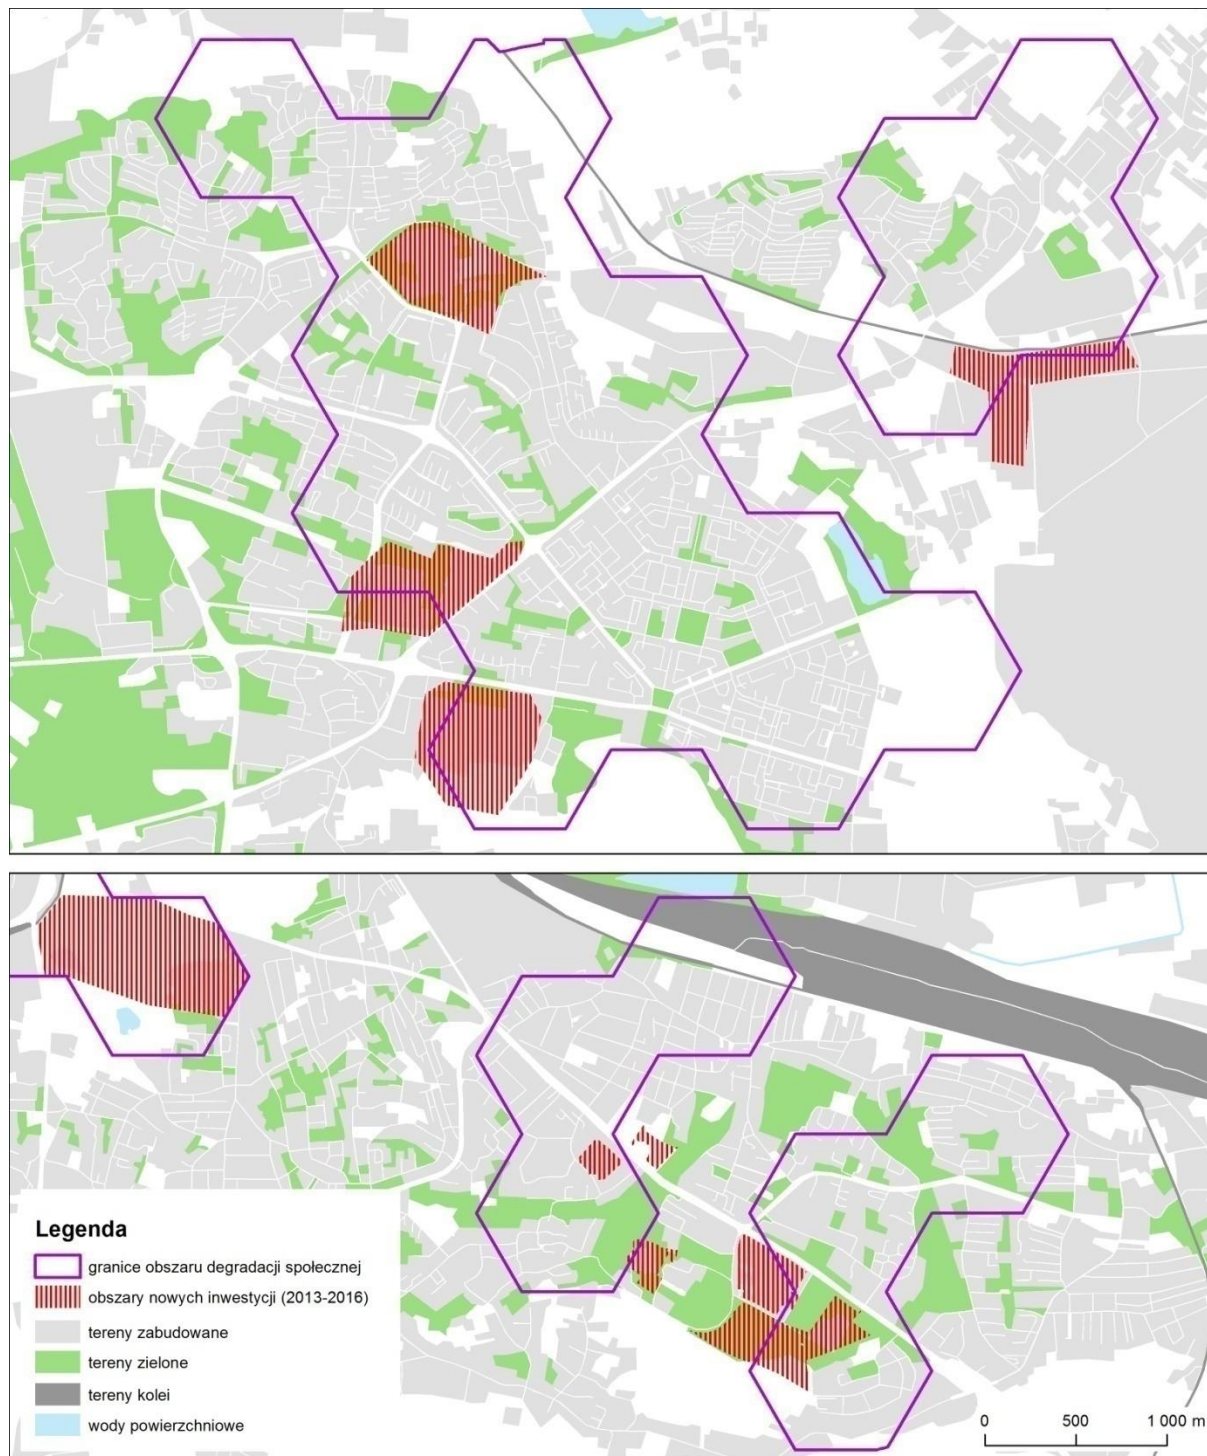 Legenda
granice obszaru degradacji społecznej
obszary nowych inwestycji (2013-2016)
tereny zabudowane
tereny zielone
tereny kolei
wody powierzchniowe
0 500 1 000 m